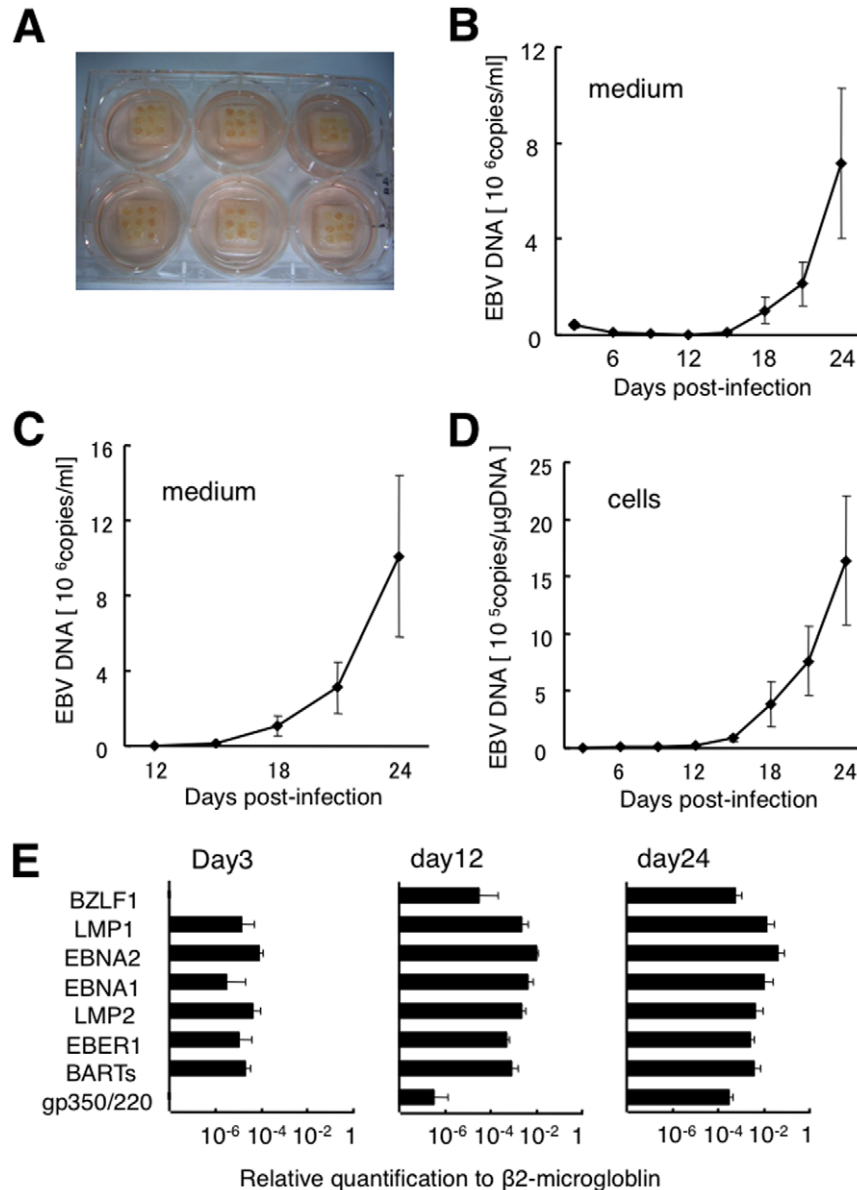 A
B
12
8
4
0
EBV DNA [ 10 ⁶copies/ml]
medium
6 12 18 24
Days post-infection
C
16
12
8
4
0
EBV DNA [ 10 ⁶copies/ml]
medium
12 18 24
Days post-infection
D
25
20
15
10
5
0
EBV DNA [ 10 ⁵copies/μgDNA ]
cells
6 12 18 24
Days post-infection
E
Day3 day12 day24
BZLF1
LMP1
EBNA2
EBNA1
LMP2
EBER1
BARTs
gp350/220
10⁻⁶ 10⁻⁴ 10⁻² 1 10⁻⁶ 10⁻⁴ 10⁻² 1 10⁻⁶ 10⁻⁴ 10⁻² 1
Relative quantification to β2-microgloblin